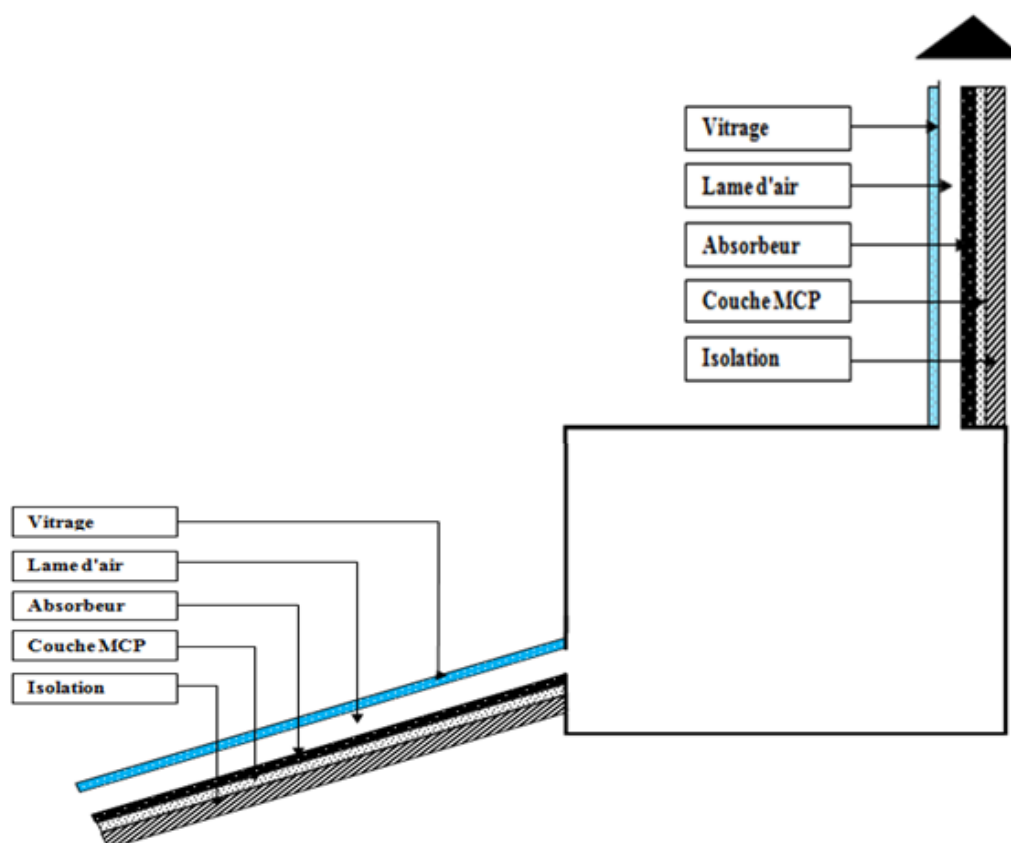 Vitrage
Lame d'air
Absorbeur
Couche MCP
Isolation
Vitrage
Lame d'air
Absorbeur
Couche MCP
Isolation